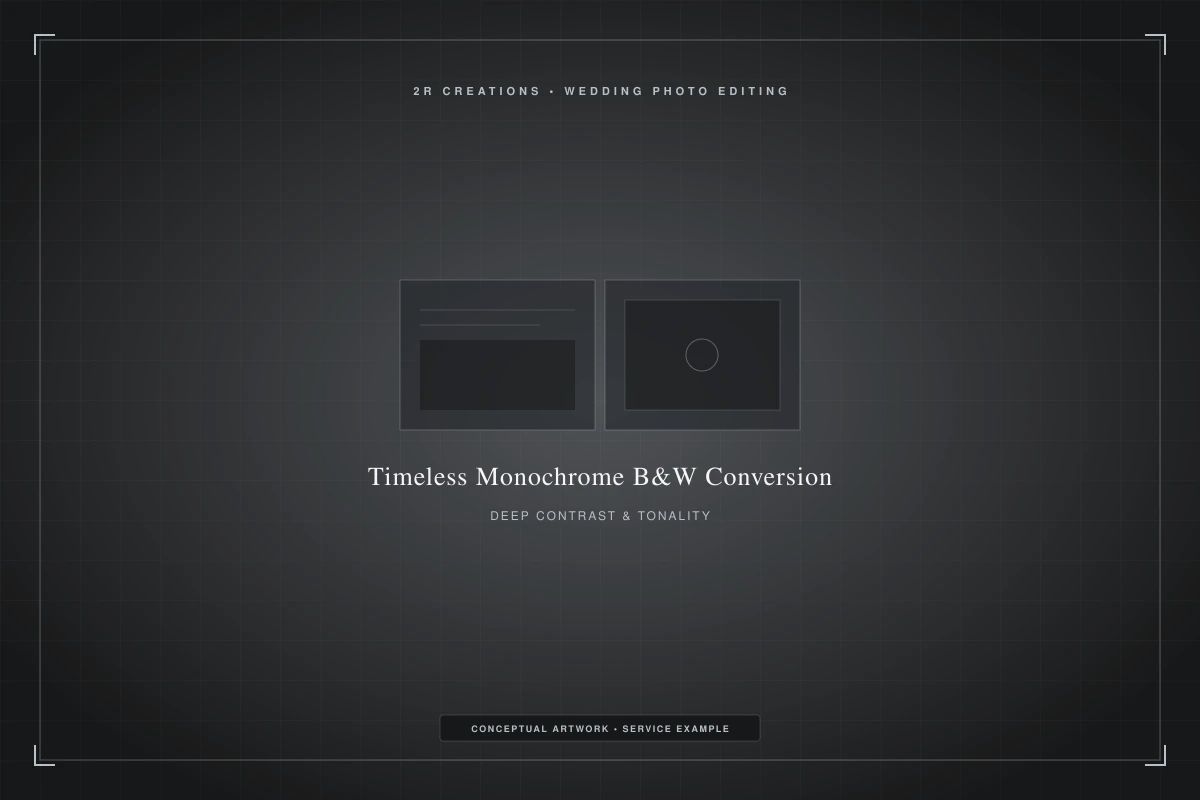 2R CREATIONS • WEDDING PHOTO EDITING
Timeless Monochrome B&W Conversion
DEEP CONTRAST & TONALITY
CONCEPTUAL ARTWORK • SERVICE EXAMPLE